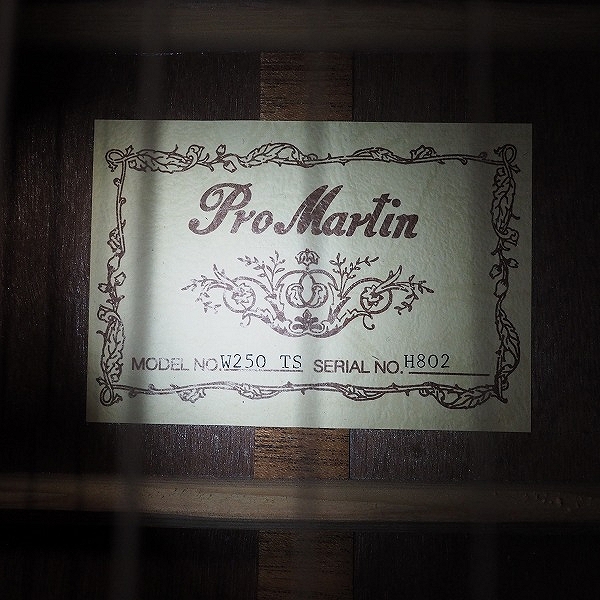 Pro Martin
MODEL NO. W250 TS SERIAL NO. H802